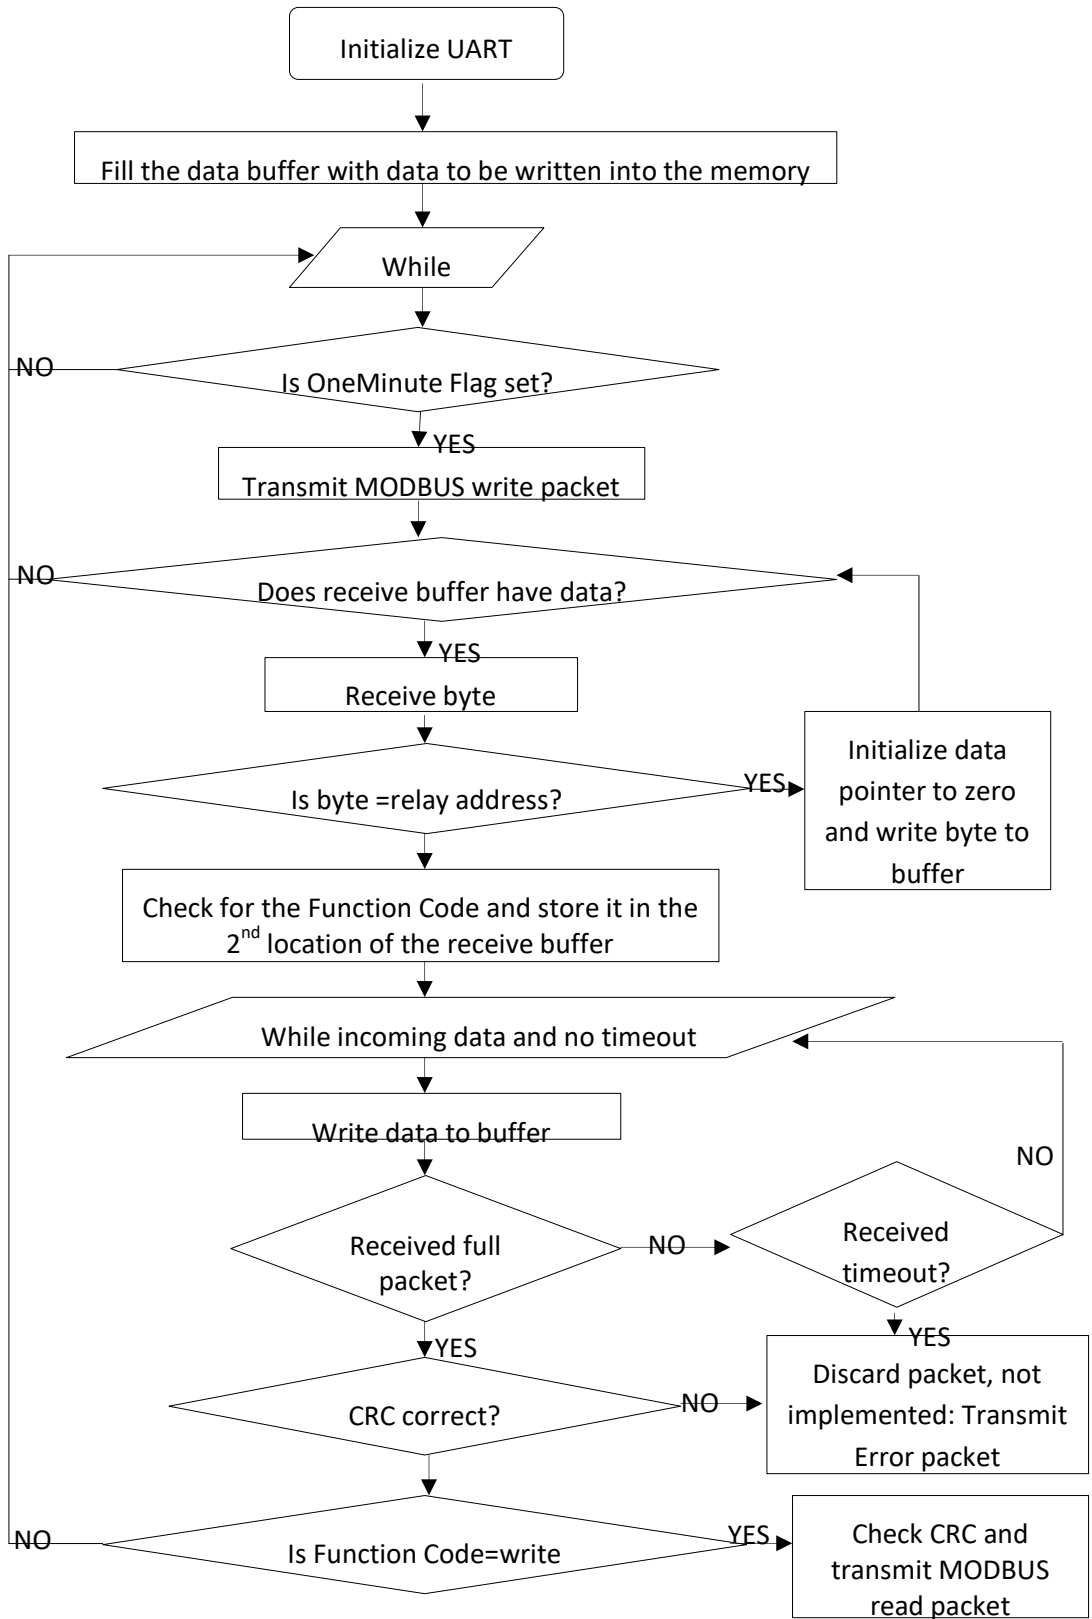 Initialize UART
Fill the data buffer with data to be written into the memory
While
NO
Is OneMinute Flag set?
YES
Transmit MODBUS write packet
NO
Does receive buffer have data?
YES
Receive byte
Is byte =relay address?
YES
Initialize data
pointer to zero
and write byte to
buffer
Check for the Function Code and store it in the
2nd location of the receive buffer
While incoming data and no timeout
Write data to buffer
NO
Received full
packet?
NO
Received
timeout?
YES
YES
CRC correct?
NO
Discard packet, not
implemented: Transmit
Error packet
NO
Is Function Code=write
YES
Check CRC and
transmit MODBUS
read packet